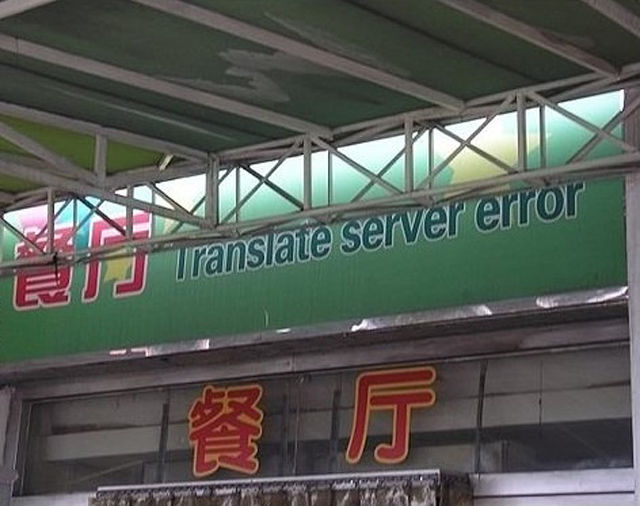 餐厅 Translate server error
餐厅